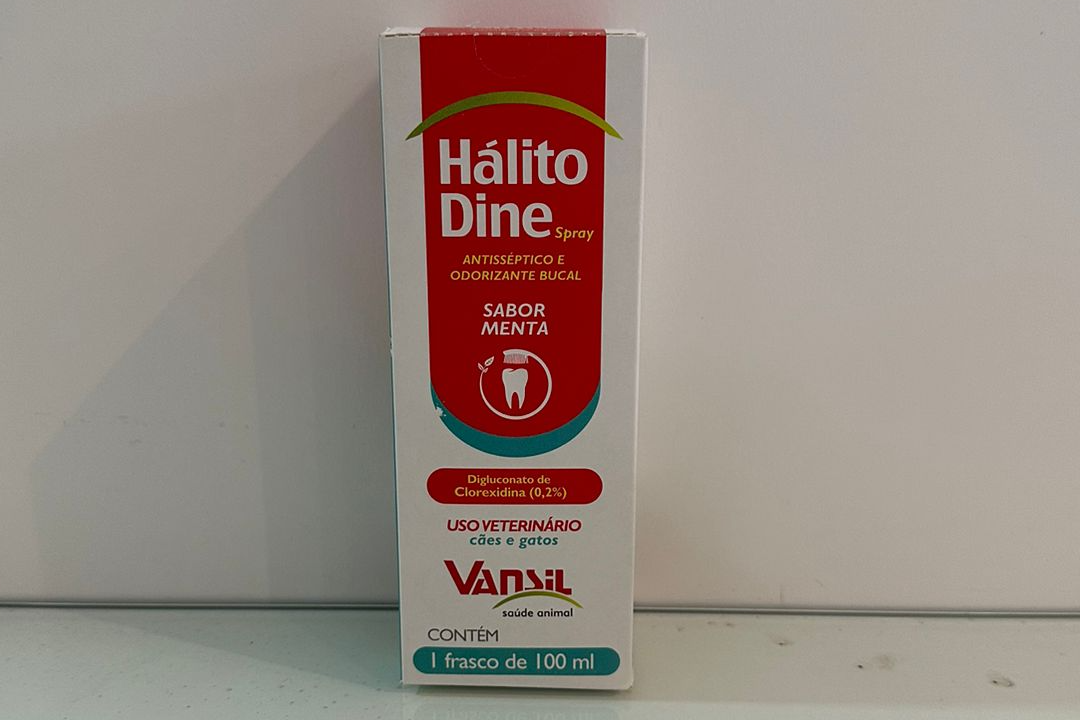 Hálito
Dine Spray
ANTISSÉPTICO E
ODORIZANTE BUCAL
SABOR
MENTA
Digluconato de
Clorexidina (0,2%)
USO VETERINÁRIO
cães e gatos
Vansil
saúde animal
CONTÉM
1 frasco de 100 ml